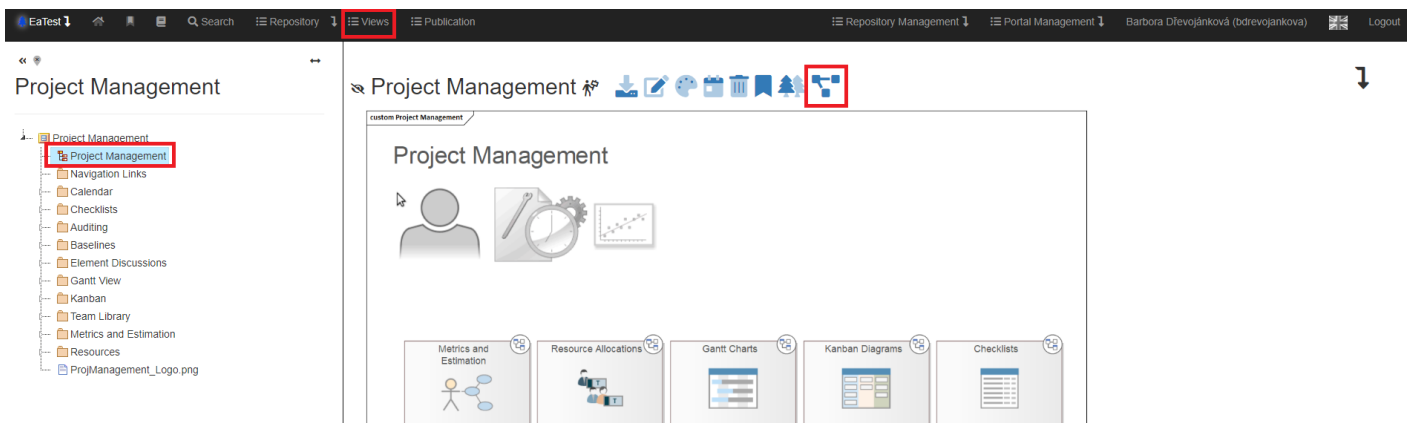 EaTest Search Repository Views Publication Repository Management Portal Management Barbora Dřevojánková (bdrevojankova) Logout
Project Management
Project Management
Project Management
Navigation Links
Calendar
Checklists
Auditing
Baselines
Element Discussions
Gantt View
Kanban
Team Library
Metrics and Estimation
Resources
ProjManagement_Logo.png
Project Management
custom Project Management
Project Management
Metrics and
Estimation
Resource Allocations
Gantt Charts
Kanban Diagrams
Checklists